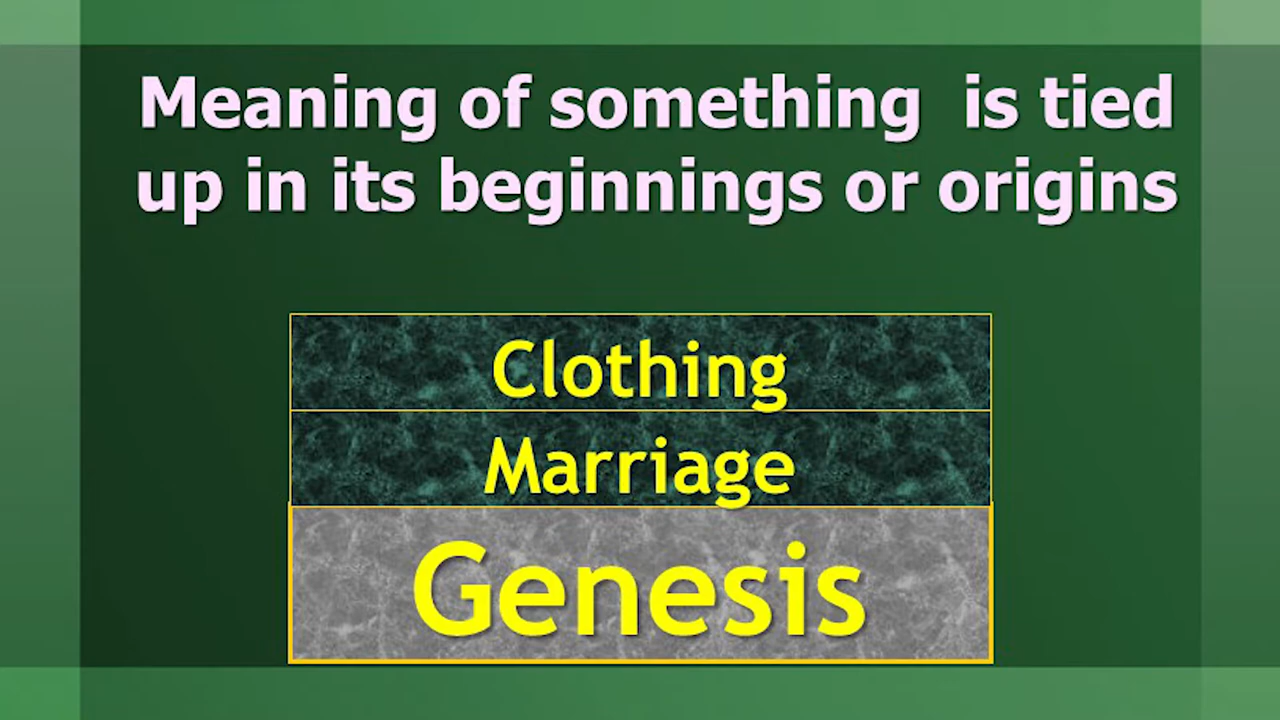 Meaning of something  is tied
up in its beginnings or origins
Clothing
Marriage
Genesis